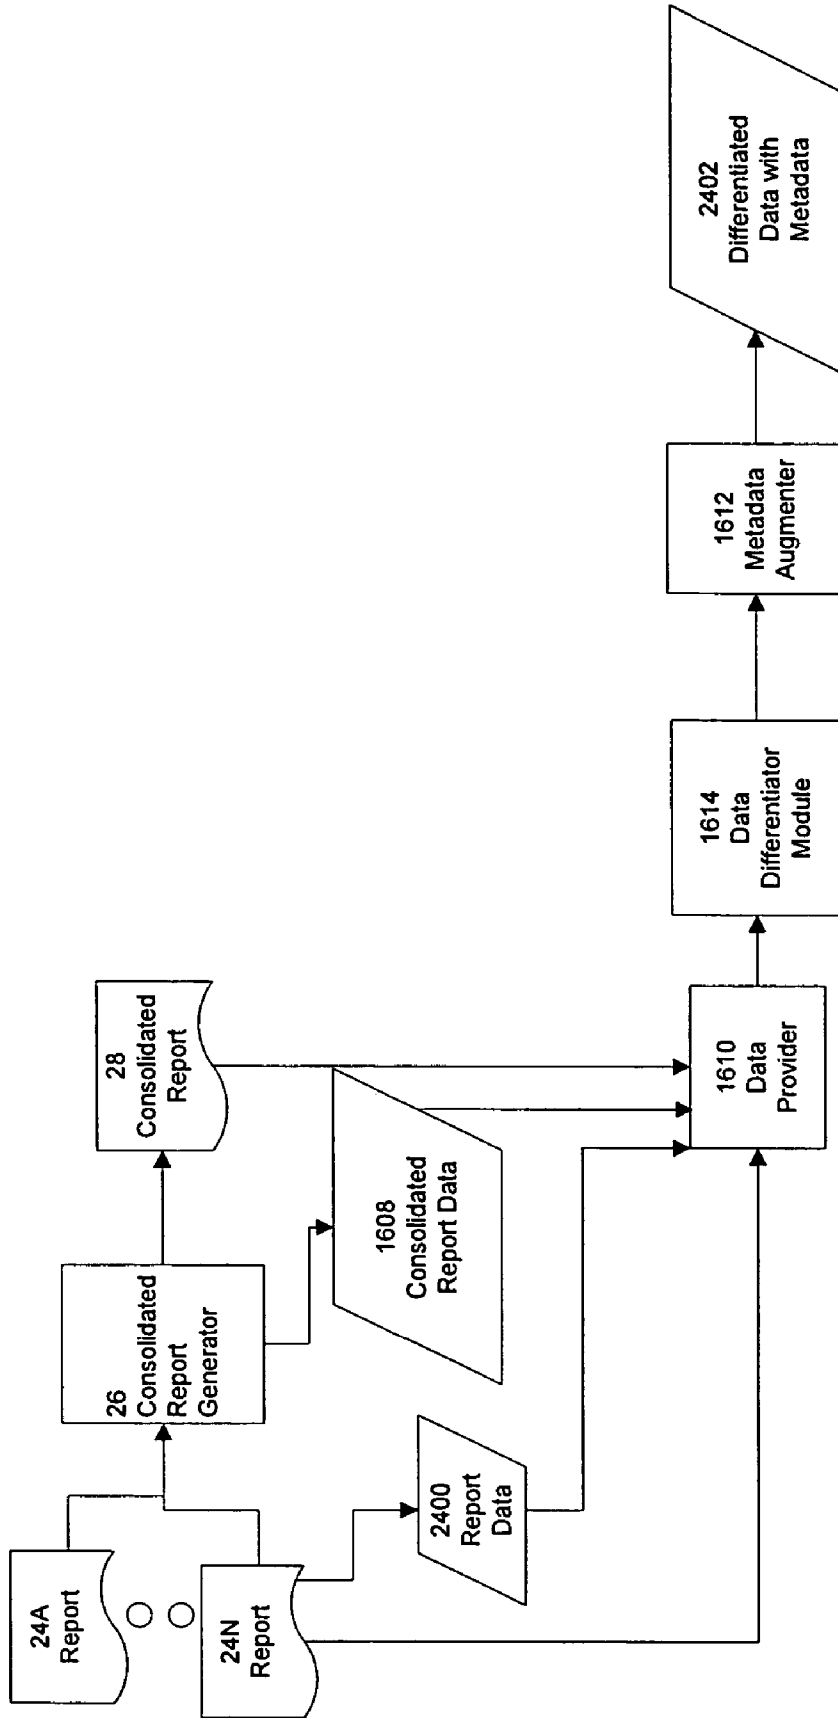 24A
Report
24N
Report
26
Consolidated
Report
Generator
28
Consolidated
Report
2400
Report
Data
1608
Consolidated
Report Data
1610
Data
Provider
1614
Data
Differentiator
Module
1612
Metadata
Augmenter
2402
Differentiated
Data with
Metadata